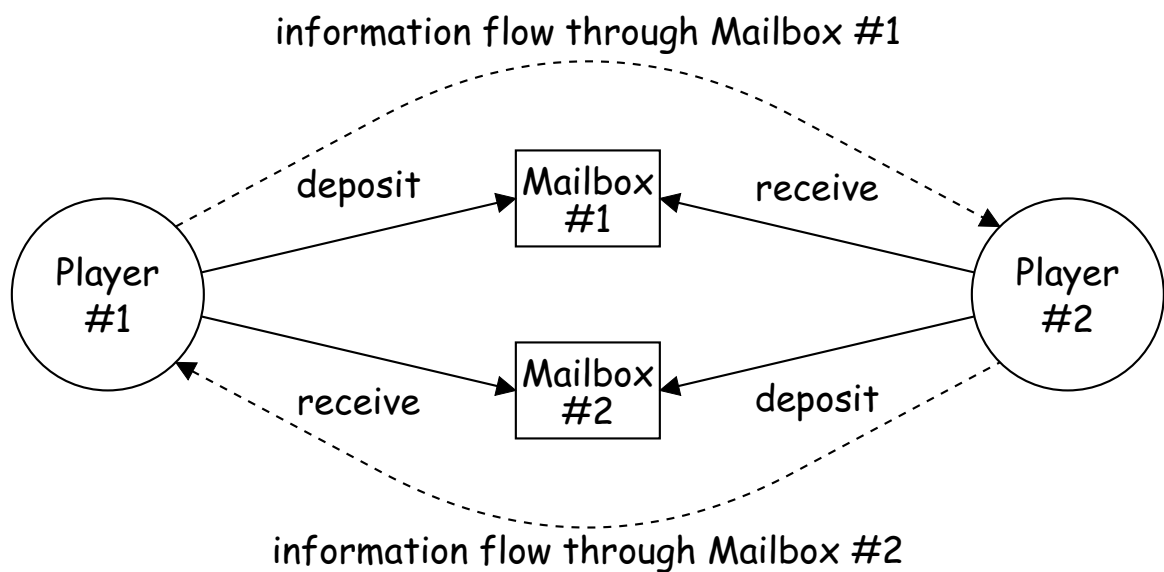 information flow through Mailbox #1
deposit
Mailbox
#1
receive
Player
#1
Player
#2
receive
Mailbox
#2
deposit
information flow through Mailbox #2